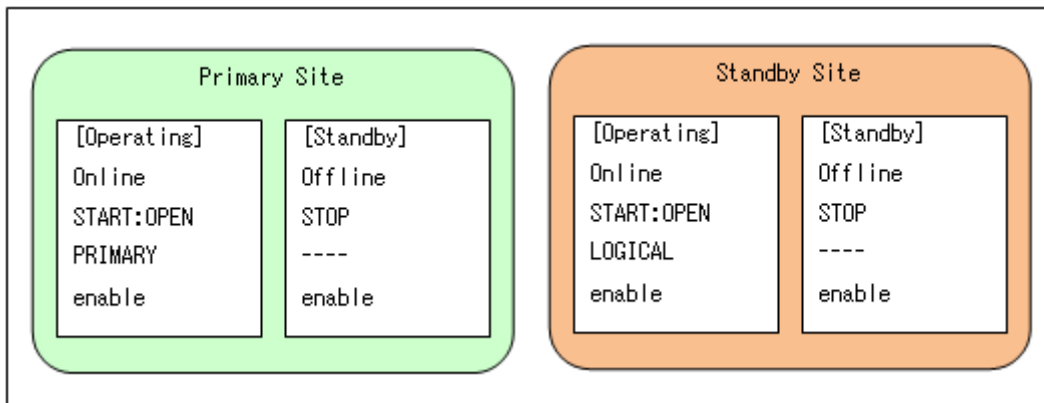 Primary Site
[Operating]
Online
START:OPEN
PRIMARY
enable
[Standby]
Offline
STOP
----
enable
Standby Site
[Operating]
Online
START:OPEN
LOGICAL
enable
[Standby]
Offline
STOP
----
enable